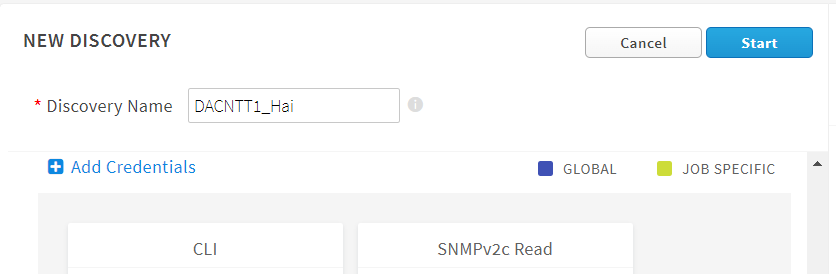 NEW DISCOVERY
Cancel
Start
* Discovery Name
DACNTT1_Hai
Add Credentials
GLOBAL
JOB SPECIFIC
CLI
SNMPv2c Read